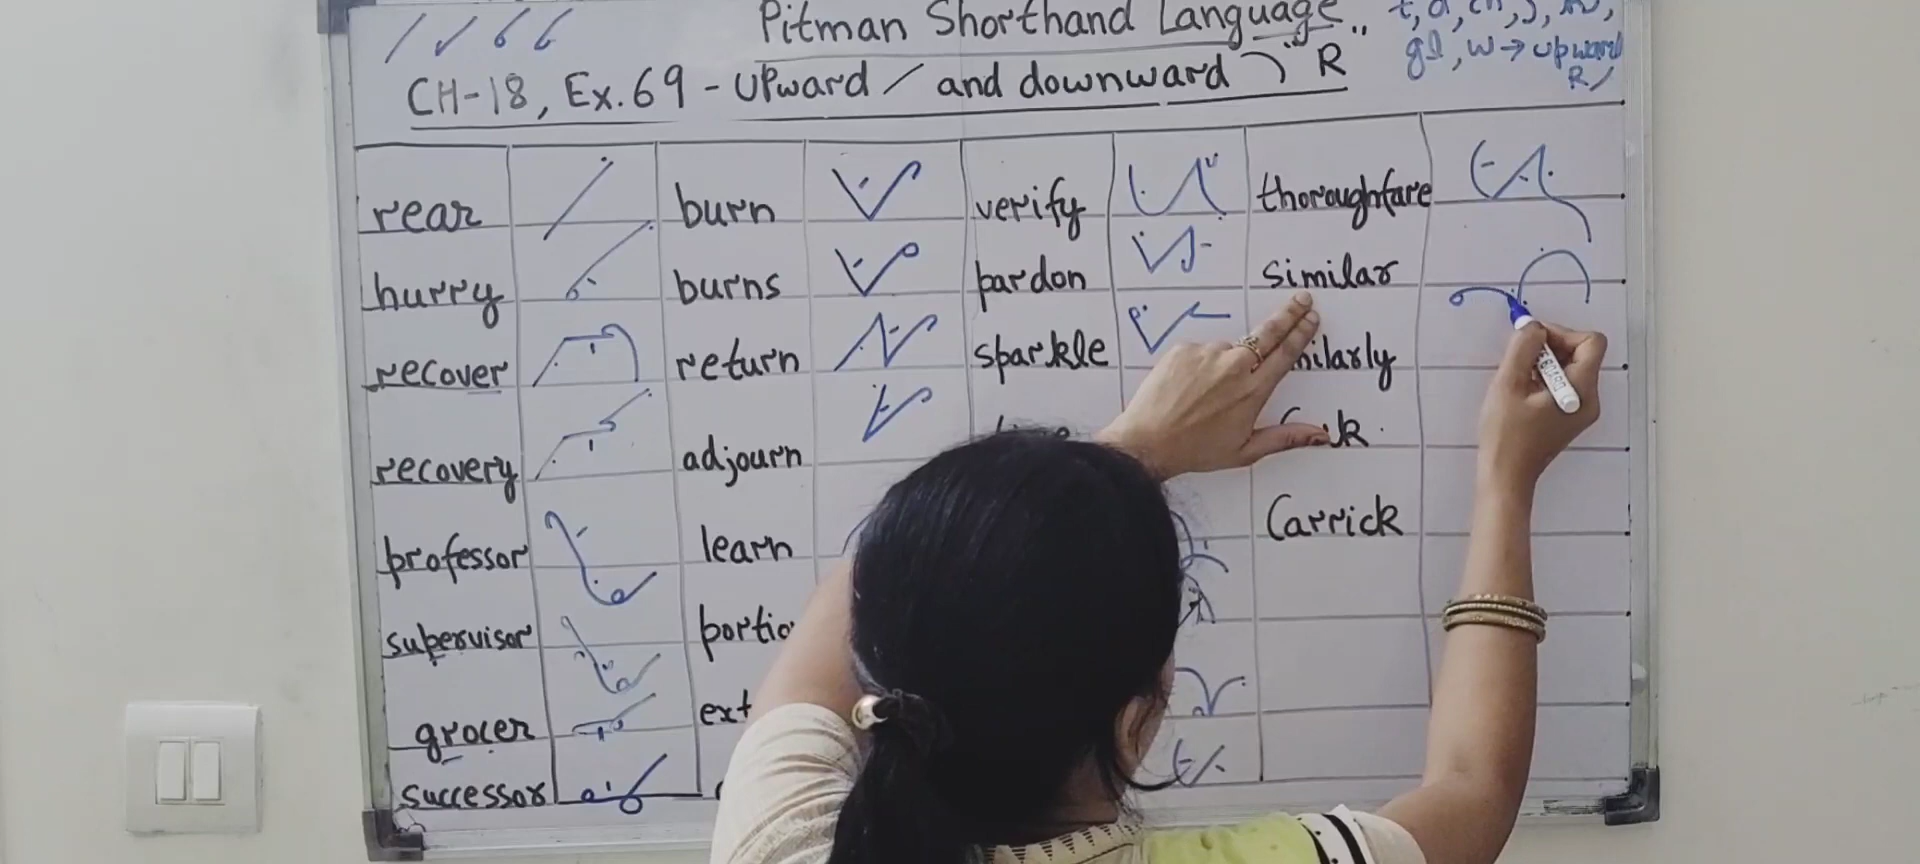 Pitman Shorthand Language
CH-18, Ex.69 - Upward / and downward R
w → upward
R
rear burn verify thoroughfare
hurry burns pardon similar
recover return sparkle
recovery adjourn
professor learn Carrick
supervisor
grocer
successor